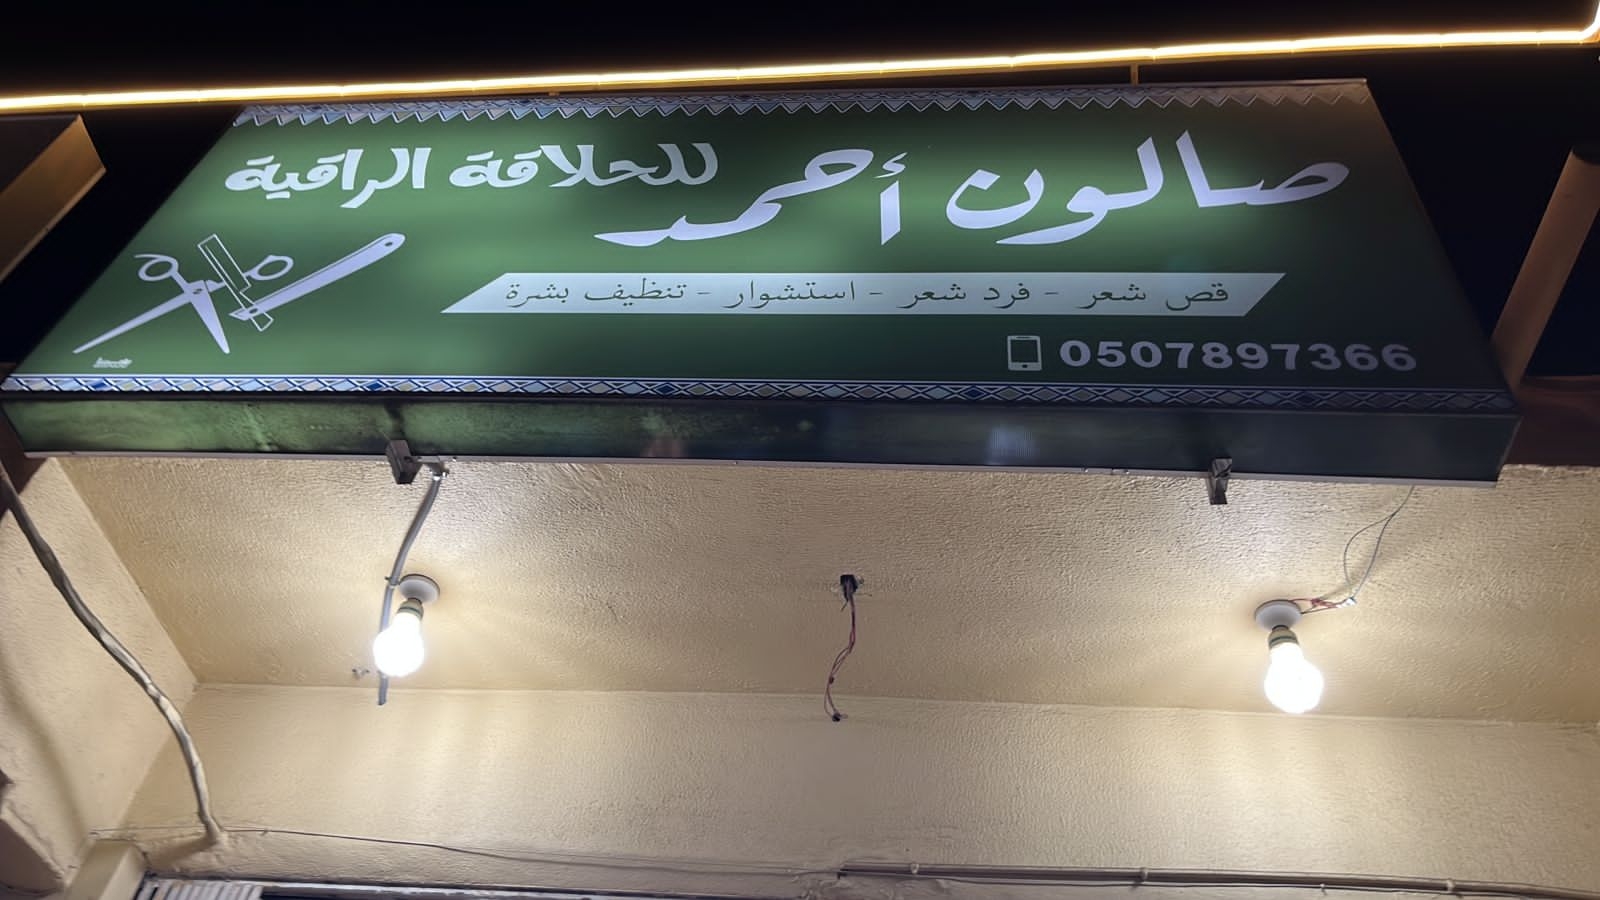 صالون أحمد للحلاقة الراقية
قص شعر - فرد شعر - استشوار - تنظيف بشرة
0507897366